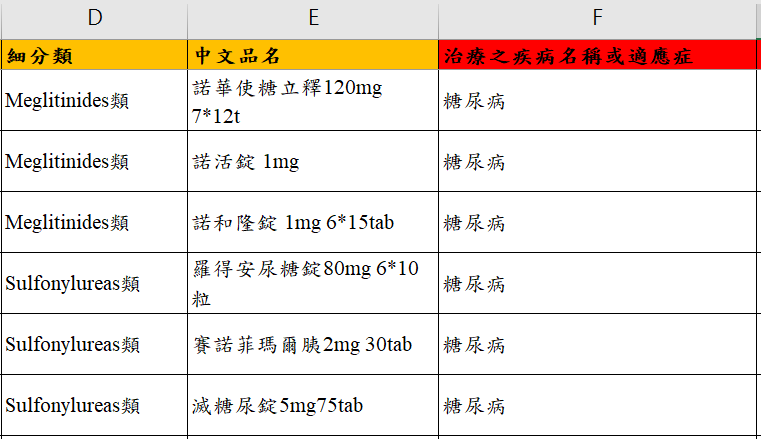 D E F
細分類 中文品名 治療之疾病名稱或適應症
Meglitinides類 諾華使糖立釋120mg 7*12t 糖尿病
Meglitinides類 諾活錠 1mg 糖尿病
Meglitinides類 諾和隆錠 1mg 6*15tab 糖尿病
Sulfonylureas類 羅得安尿糖錠80mg 6*10粒 糖尿病
Sulfonylureas類 賽諾菲瑪爾胰2mg 30tab 糖尿病
Sulfonylureas類 滅糖尿錠5mg75tab 糖尿病